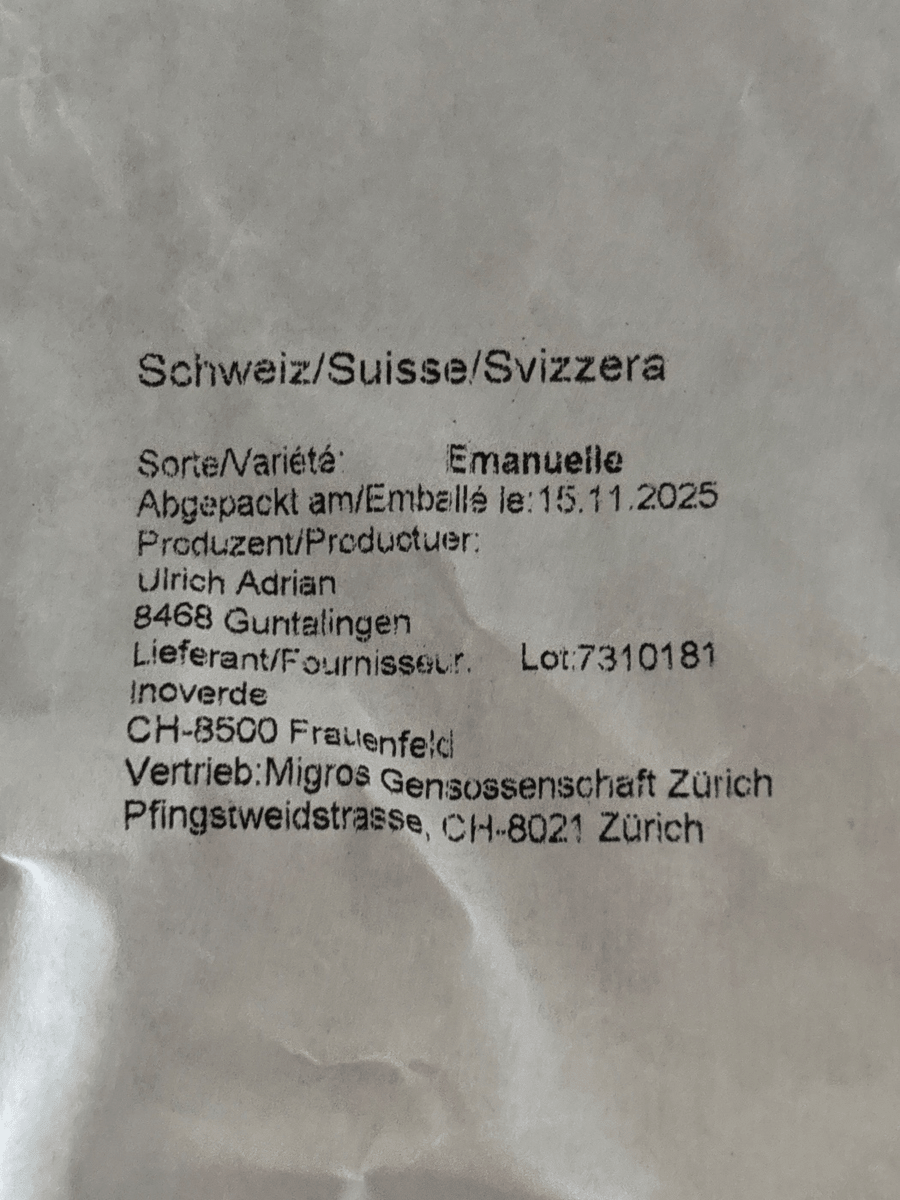 Schweiz/Suisse/Svizzera
Sorte/Variété: Emanuelle
Abgepackt am/Emballé le:15.11.2025
Produzent/Productuer:
Ulrich Adrian
8468 Guntalingen
Lieferant/Fournisseur. Lot:7310181
Inoverde
CH-8500 Frauenfeld
Vertrieb:Migros Gensossenschaft Zürich
Pfingstweidstrasse, CH-8021 Zürich